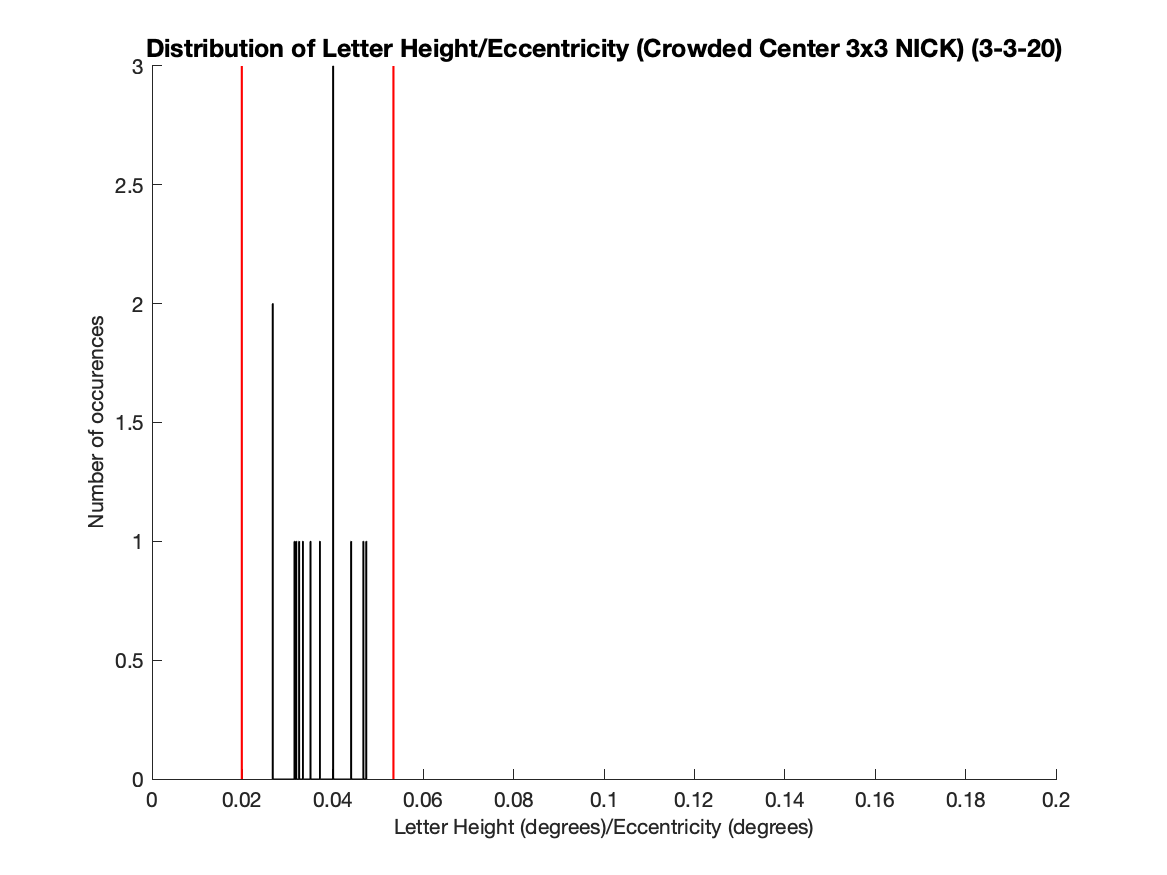 Distribution of Letter Height/Eccentricity (Crowded Center 3x3 NICK) (3-3-20)
3
2.5
2
1.5
1
0.5
0
Number of occurences
0 0.02 0.04 0.06 0.08 0.1 0.12 0.14 0.16 0.18 0.2
Letter Height (degrees)/Eccentricity (degrees)